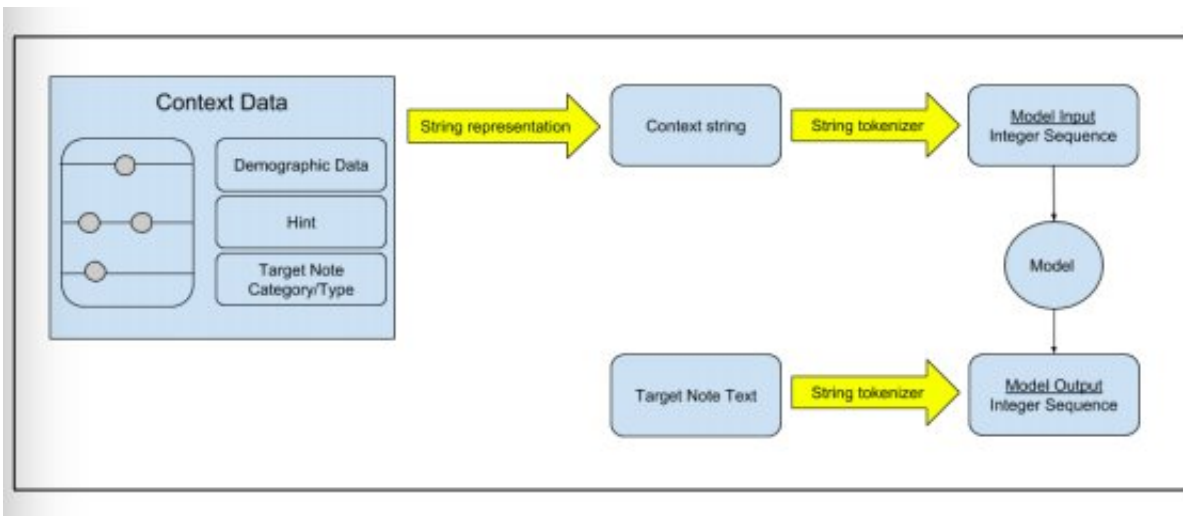 Context Data
Demographic Data
Hint
Target Note
Category/Type
String representation
Context string
String tokenizer
Model Input
Integer Sequence
Model
Target Note Text
String tokenizer
Model Output
Integer Sequence